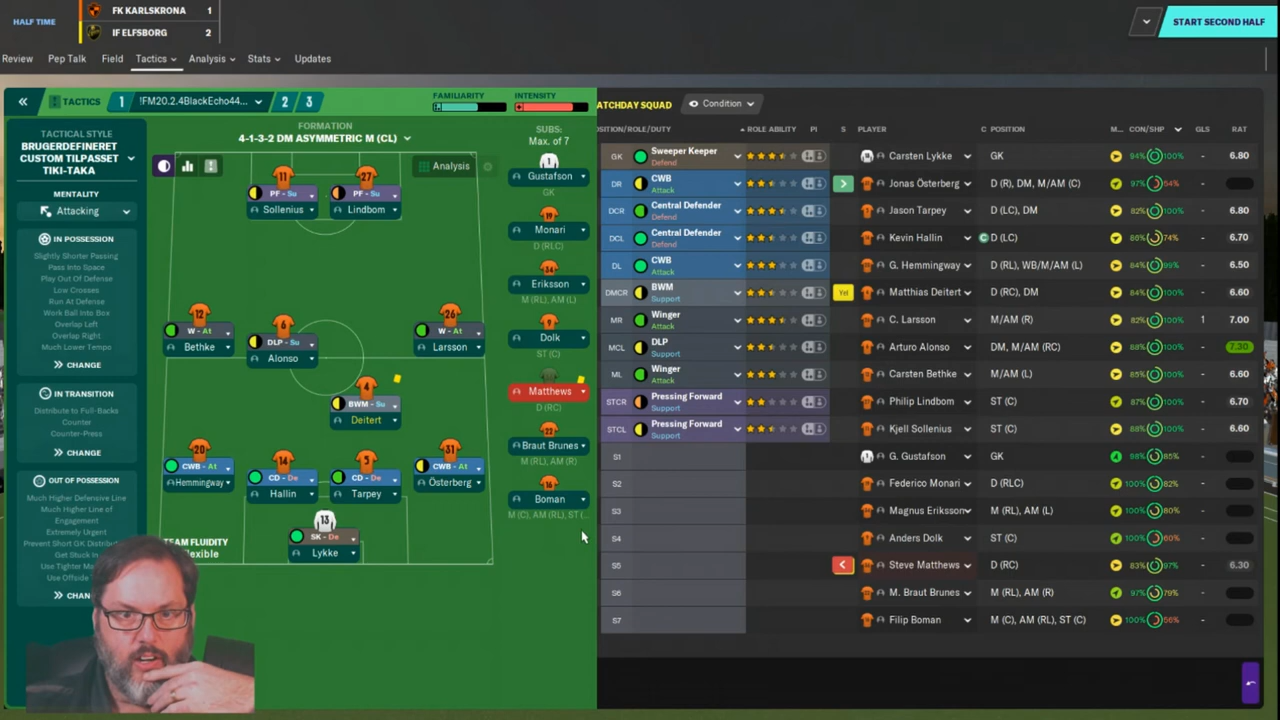 HALF TIME
FK KARLSKRONA 1
IF ELFSBORG 2
START SECOND HALF
Review Pep Talk Field Tactics Analysis Stats Updates
TACTICS 1 !FM20.2.4BlackEcho44... 2 3
FAMILIARITY INTENSITY
TACTICAL STYLE
BRUGERDEFINERET
CUSTOM TILPASSET
TIKI-TAKA
MENTALITY
Attacking
IN POSSESSION
Slightly Shorter Passing
Pass Into Space
Play Out Of Defense
Low Crosses
Run At Defense
Work Ball Into Box
Overlap Left
Overlap Right
Much Lower Tempo
CHANGE
IN TRANSITION
Distribute to Full-Backs
Counter
Counter-Press
CHANGE
OUT OF POSSESSION
Much Higher Defensive Line
Much Higher Line of
Engagement
Extremely Urgent
Prevent Short GK Distribut
Get Stuck In
Use Tighter Ma
Use Offside T
CHAN
FORMATION
4-1-3-2 DM ASYMMETRIC M (CL)
Analysis
11
PF - Su
Sollenius
27
PF - Su
Lindbom
12
W - At
Bethke
6
DLP - Su
Alonso
26
W - At
Larsson
4
BWM - Su
Deitert
20
CWB - At
Hemmingway
14
CD - De
Hallin
5
CD - De
Tarpey
31
CWB - At
Österberg
13
SK - De
Lykke
TEAM FLUIDITY
lexible
SUBS:
Max. of 7
1
Gustafson
GK
19
Monari
D (RLC)
34
Eriksson
M (RL), AM (L)
9
Dolk
ST (C)
Matthews
D (RC)
22
Braut Brunes
M (RL), AM (R)
16
Boman
M (C), AM (RL), ST (...
ATCHDAY SQUAD Condition
OSITION/ROLE/DUTY ROLE ABILITY PI S PLAYER C POSITION M... CON/SHP GLS RAT
GK Sweeper Keeper Defend Carsten Lykke GK 94% 100% - 6.80
DR CWB Attack Jonas Österberg D (R), DM, M/AM (C) 97% 54% -
DCR Central Defender Defend Jason Tarpey D (LC), DM 82% 100% - 6.80
DCL Central Defender Defend Kevin Hallin C D (LC) 86% 74% - 6.70
DL CWB Attack G. Hemmingway D (RL), WB/M/AM (L) 84% 99% - 6.50
DMCR BWM Support Yel Matthias Deitert D (RC), DM 84% 100% - 6.60
MR Winger Attack C. Larsson M/AM (R) 82% 100% 1 7.00
MCL DLP Support Arturo Alonso DM, M/AM (RC) 88% 100% - 7.30
ML Winger Attack Carsten Bethke M/AM (L) 85% 100% - 6.60
STCR Pressing Forward Support Philip Lindbom ST (C) 87% 100% - 6.70
STCL Pressing Forward Support Kjell Sollenius ST (C) 88% 100% - 6.60
S1 G. Gustafson GK 98% 85% -
S2 Federico Monari D (RLC) 100% 82% -
S3 Magnus Eriksson M (RL), AM (L) 100% 80% -
S4 Anders Dolk ST (C) 100% 60% -
S5 Steve Matthews D (RC) 83% 97% - 6.30
S6 M. Braut Brunes M (RL), AM (R) 97% 79% -
S7 Filip Boman M (C), AM (RL), ST (C) 100% 56% -